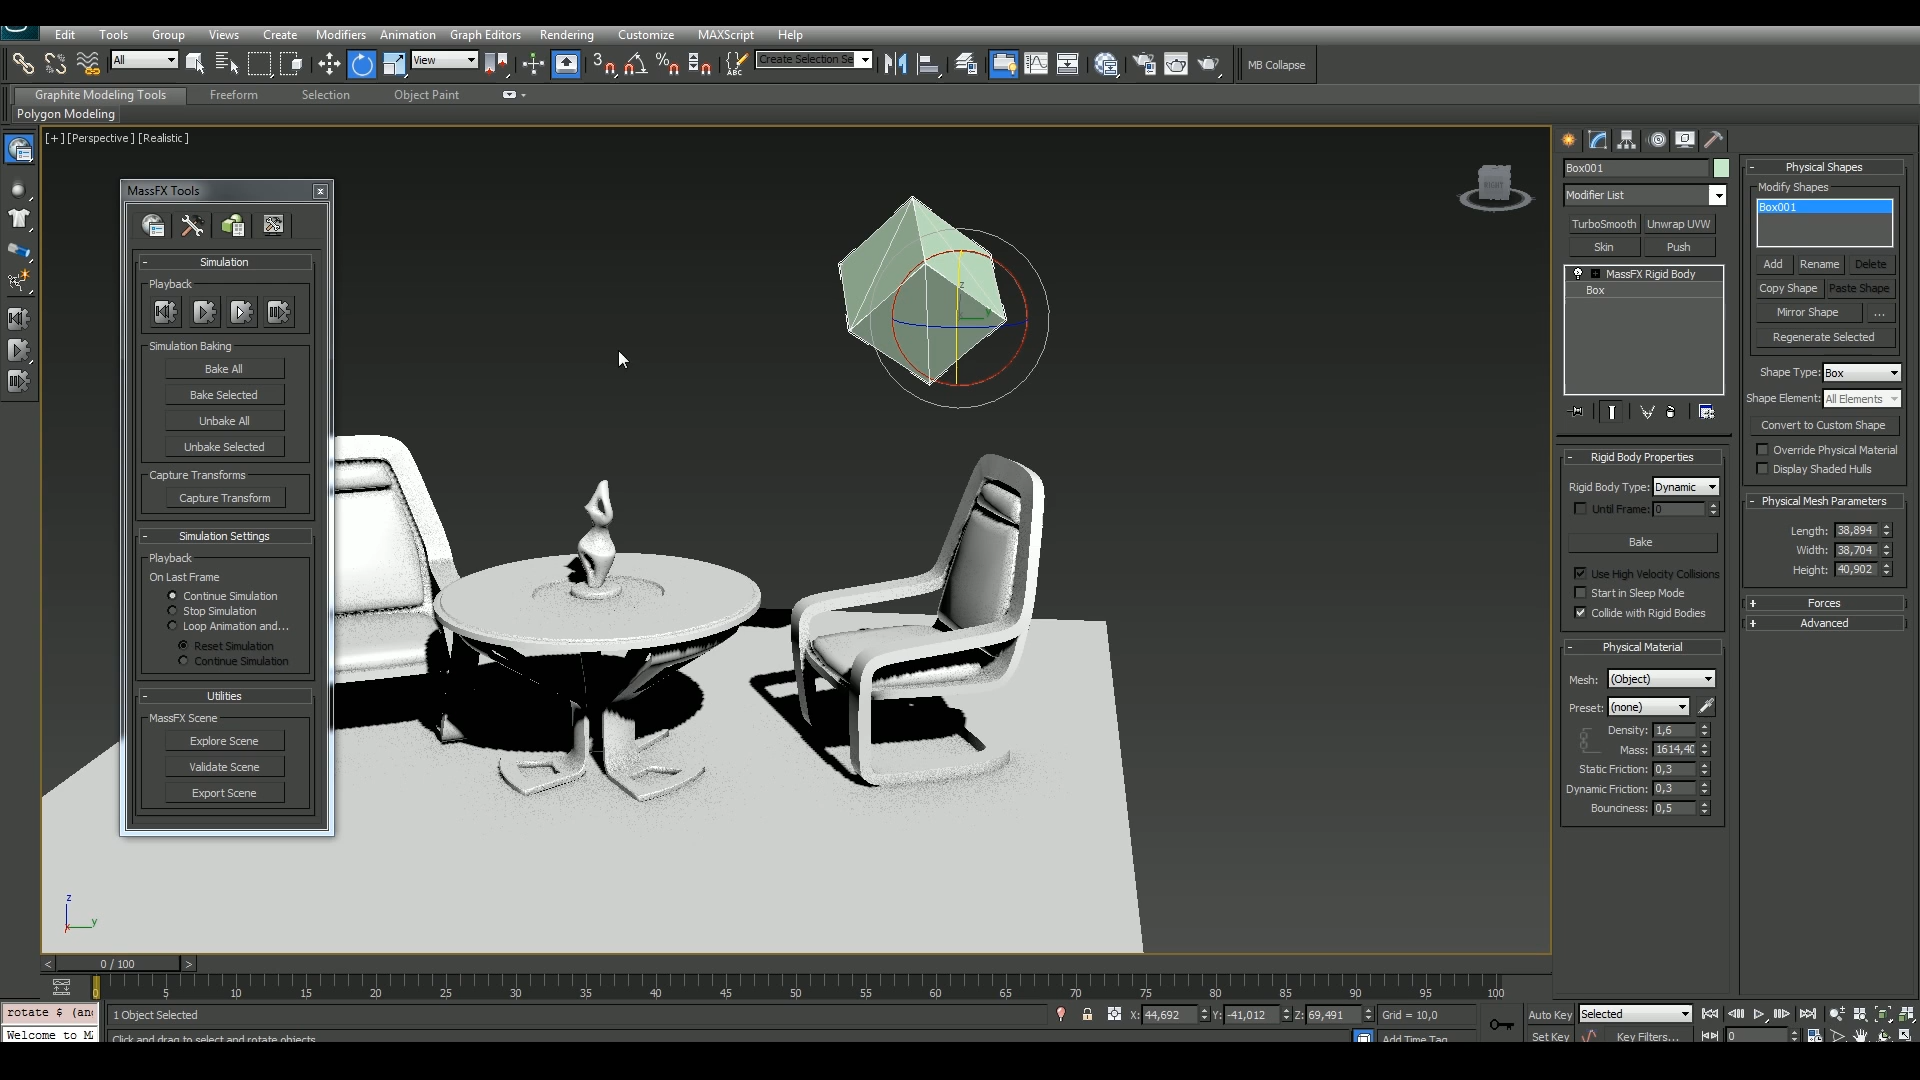 Edit Tools Group Views Create Modifiers Animation Graph Editors Rendering Customize MAXScript Help
All View 3 ABC Create Selection Se MB Collapse
Graphite Modeling Tools Freeform Selection Object Paint
Polygon Modeling
[+] [Perspective] [Realistic]
MassFX Tools
Simulation
Playback
Simulation Baking
Bake All
Bake Selected
Unbake All
Unbake Selected
Capture Transforms
Capture Transform
Simulation Settings
Playback
On Last Frame
Continue Simulation
Stop Simulation
Loop Animation and...
Reset Simulation
Continue Simulation
Utilities
MassFX Scene
Explore Scene
Validate Scene
Export Scene
z
y
RIGHT
z
y
Box001
Modifier List
TurboSmooth Unwrap UVW
Skin Push
MassFX Rigid Body
Box
Rigid Body Properties
Rigid Body Type: Dynamic
Until Frame: 0
Bake
Use High Velocity Collisions
Start in Sleep Mode
Collide with Rigid Bodies
Physical Material
Mesh: (Object)
Preset: (none)
Density: 1,6
Mass: 1614,40
Static Friction: 0,3
Dynamic Friction: 0,3
Bounciness: 0,5
Physical Shapes
Modify Shapes
Box001
Add Rename Delete
Copy Shape Paste Shape
Mirror Shape ...
Regenerate Selected
Shape Type: Box
Shape Element: All Elements
Convert to Custom Shape
Override Physical Material
Display Shaded Hulls
Physical Mesh Parameters
Length: 38,894
Width: 38,704
Height: 40,902
Forces
Advanced
< 0 / 100 >
0 5 10 15 20 25 30 35 40 45 50 55 60 65 70 75 80 85 90 95 100
rotate $ (an
Welcome to M
1 Object Selected
Click and drag to select and rotate objects
X: 44,692 Y: -41,012 Z: 69,491 Grid = 10,0
Add Time Tag
Auto Key Selected
Set Key Key Filters... 0